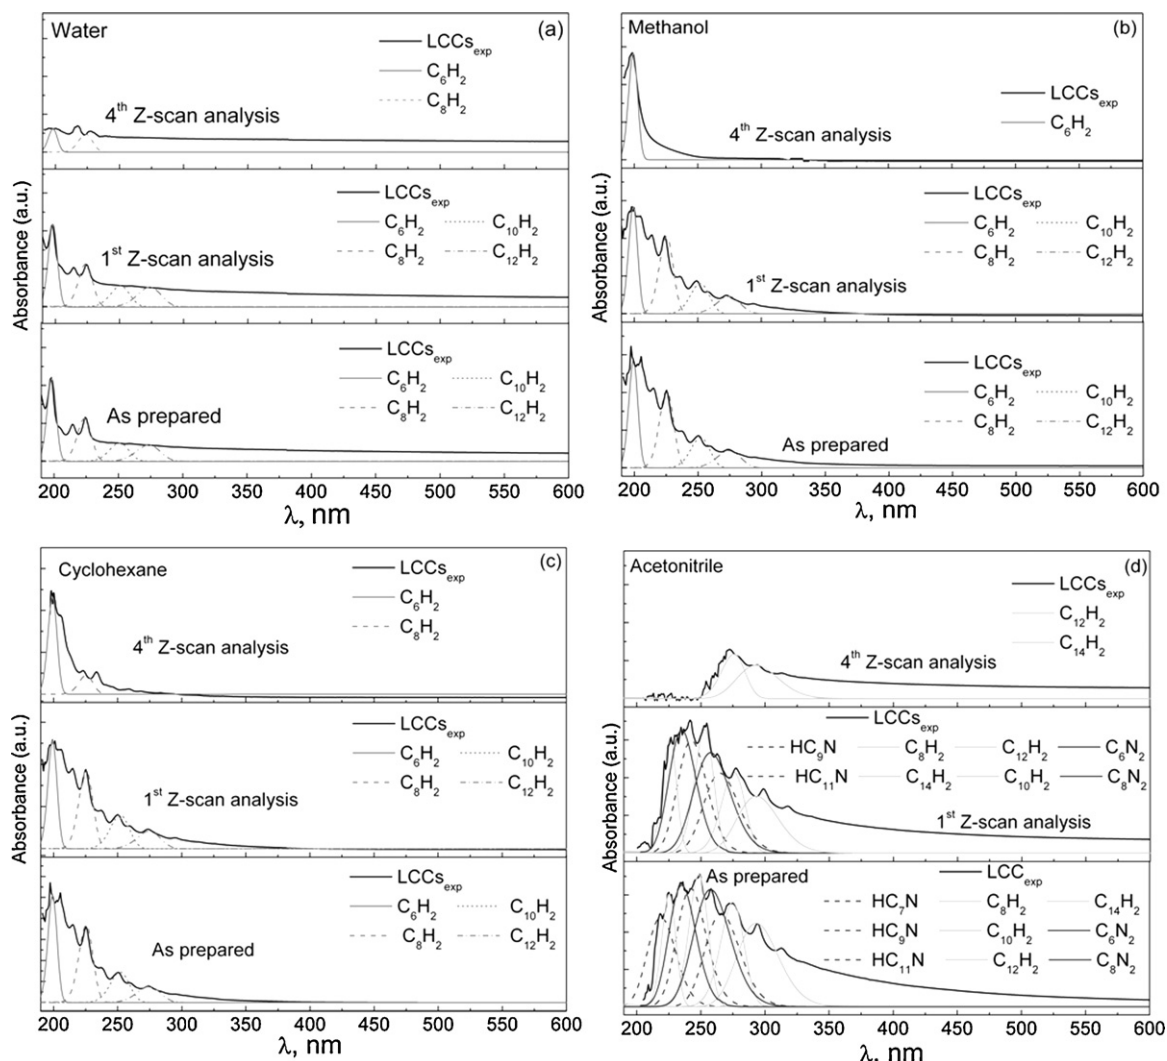 Water
(a)
LCCs_exp
C₆H₂
C₈H₂
4th Z-scan analysis
LCCs_exp
C₆H₂ C₁₀H₂
C₈H₂ C₁₂H₂
1st Z-scan analysis
LCCs_exp
C₆H₂ C₁₀H₂
C₈H₂ C₁₂H₂
As prepared
Absorbance (a.u.)
200 250 300 350 400 450 500 550 600
λ, nm
Methanol
(b)
LCCs_exp
C₆H₂
4th Z-scan analysis
LCCs_exp
C₆H₂ C₁₀H₂
C₈H₂ C₁₂H₂
1st Z-scan analysis
LCCs_exp
C₆H₂ C₁₀H₂
C₈H₂ C₁₂H₂
As prepared
Absorbance (a.u.)
200 250 300 350 400 450 500 550 600
λ, nm
Cyclohexane
(c)
LCCs_exp
C₆H₂
C₈H₂
4th Z-scan analysis
LCCs_exp
C₆H₂ C₁₀H₂
C₈H₂ C₁₂H₂
1st Z-scan analysis
LCCs_exp
C₆H₂ C₁₀H₂
C₈H₂ C₁₂H₂
As prepared
Absorbance (a.u.)
200 250 300 350 400 450 500 550 600
λ, nm
Acetonitrile
(d)
LCCs_exp
C₁₂H₂
C₁₄H₂
4th Z-scan analysis
LCCs_exp
HC₉N C₈H₂ C₁₂H₂ C₆N₂
HC₁₁N C₁₄H₂ C₁₀H₂ C₈N₂
1st Z-scan analysis
As prepared
LCC_exp
HC₇N C₈H₂ C₁₄H₂
HC₉N C₁₀H₂ C₆N₂
HC₁₁N C₁₂H₂ C₈N₂
Absorbance (a.u.)
200 250 300 350 400 450 500 550 600
λ, nm